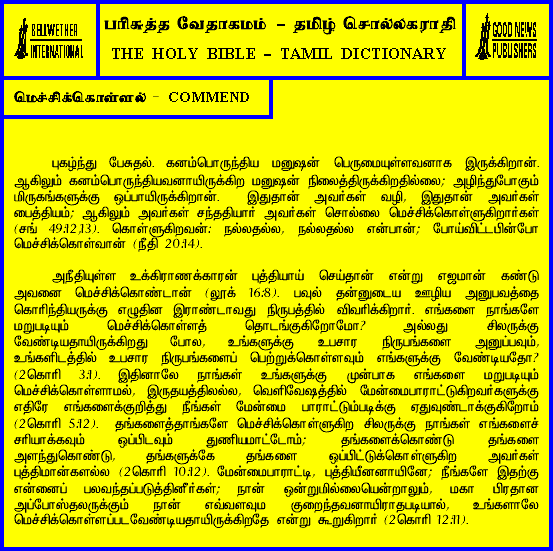 BELLWETHER
INTERNATIONAL
பரிசுத்த வேதாகமம் – தமிழ் சொல்லகராதி
THE HOLY BIBLE – TAMIL DICTIONARY
GOOD NEWS
PUBLISHERS
மெச்சிக்கொள்ளல் – COMMEND
புகழ்ந்து பேசுதல். கனம்பொருந்திய மனுஷன் பெருமையுள்ளவனாக இருக்கிறான்.
ஆகிலும் கனம்பொருந்தியவனாயிருக்கிற மனுஷன் நிலைத்திருக்கிறதில்லை; அழிந்துபோகும்
மிருகங்களுக்கு ஒப்பாயிருக்கிறான். இதுதான் அவர்கள் வழி, இதுதான் அவர்கள்
பைத்தியம்; ஆகிலும் அவர்கள் சந்ததியார் அவர்கள் சொல்லை மெச்சிக்கொள்ளுகிறார்கள்
(சங் 49:12,13). கொள்ளுகிறவன்: நல்லதல்ல, நல்லதல்ல என்பான்; போய்விட்டபின்போ
மெச்சிக்கொள்வான் (நீதி 20:14).
அநீதியுள்ள உக்கிராணக்காரன் புத்தியாய் செய்தான் என்று எஜமான் கண்டு
அவனை மெச்சிக்கொண்டான் (லூக் 16:8). பவுல் தன்னுடைய ஊழிய அனுபவத்தை
கொரிந்தியருக்கு எழுதின இரண்டாவது நிருபத்தில் விவரிக்கிறார். எங்களை நாங்களே
மறுபடியும் மெச்சிக்கொள்ளத் தொடங்குகிறோமோ? அல்லது சிலருக்கு
வேண்டியதாயிருக்கிறது போல, உங்களுக்கு உபசார நிருபங்களை அனுப்பவும்,
உங்களிடத்தில் உபசார நிருபங்களைப் பெற்றுக்கொள்ளவும் எங்களுக்கு வேண்டியதோ?
(2கொரி 3:1). இதினாலே நாங்கள் உங்களுக்கு முன்பாக எங்களை மறுபடியும்
மெச்சிக்கொள்ளாமல், இருதயத்திலல்ல, வெளிவேஷத்தில் மேன்மைபாராட்டுகிறவர்களுக்கு
எதிரே எங்களைக்குறித்து நீங்கள் மேன்மை பாராட்டும்படிக்கு ஏதுவுண்டாக்குகிறோம்
(2கொரி 5:12). தங்களைத்தாங்களே மெச்சிக்கொள்ளுகிற சிலருக்கு நாங்கள் எங்களைச்
சரியாக்கவும் ஒப்பிடவும் துணியமாட்டோம்; தங்களைக்கொண்டு தங்களை
அளந்துகொண்டு, தங்களுக்கே தங்களை ஒப்பிட்டுக்கொள்ளுகிற அவர்கள்
புத்திமான்களல்ல (2கொரி 10:12). மேன்மைபாராட்டி, புத்தியீனனாயினேன்; நீங்களே இதற்கு
என்னைப் பலவந்தப்படுத்தினீர்கள்; நான் ஒன்றுமில்லையென்றாலும், மகா பிரதான
அப்போஸ்தலருக்கும் நான் எவ்வளவும் குறைந்தவனாயிராதபடியால், உங்களாலே
மெச்சிக்கொள்ளப்படவேண்டியதாயிருக்கிறதே என்று கூறுகிறார் (2கொரி 12:11).